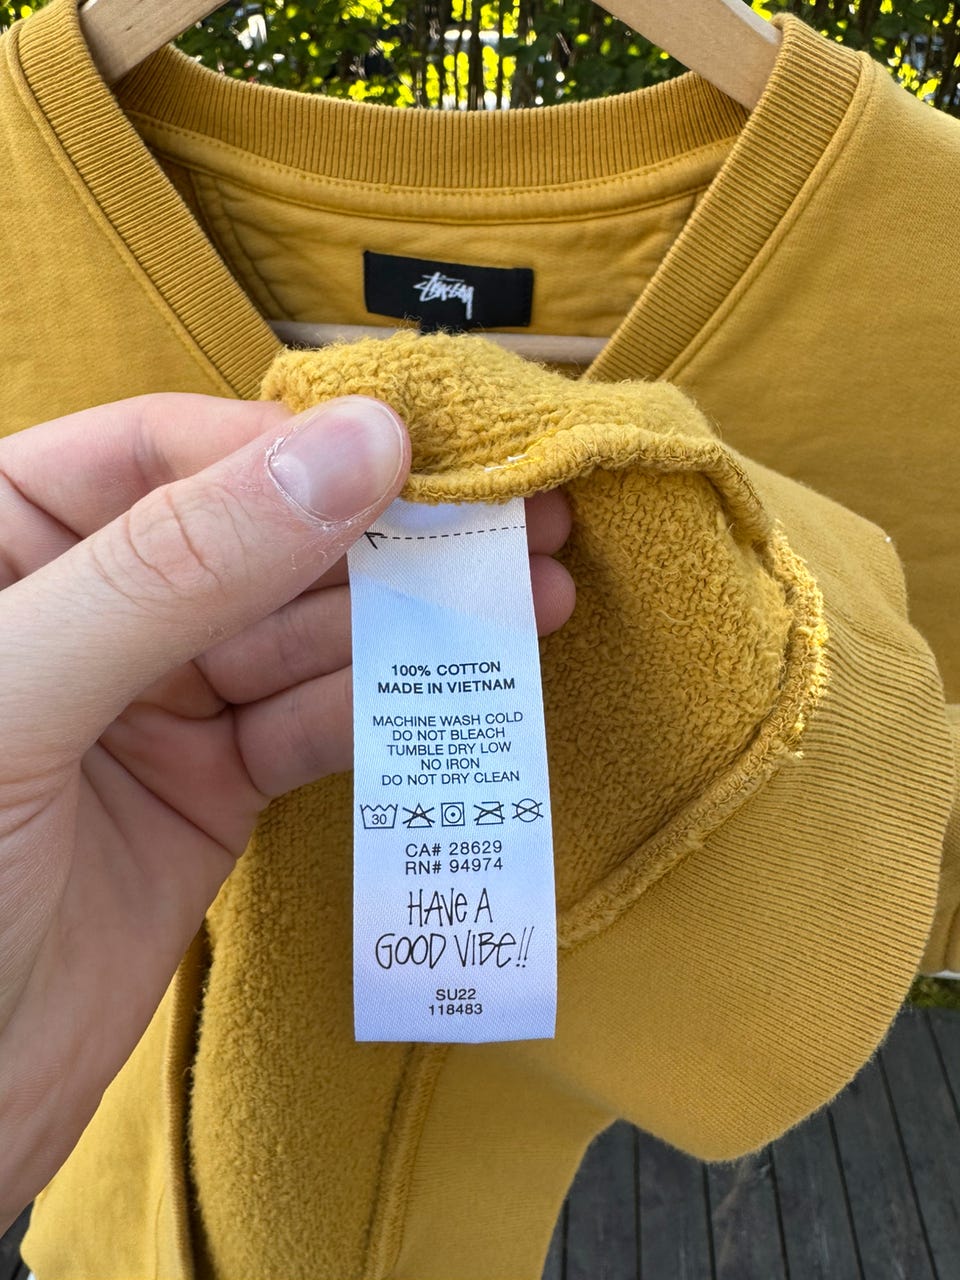 Stüssy
100% COTTON
MADE IN VIETNAM
MACHINE WASH COLD
DO NOT BLEACH
TUMBLE DRY LOW
NO IRON
DO NOT DRY CLEAN
30
CA# 28629
RN# 94974
HAVE A
GOOD VIBE!!
SU22
118483